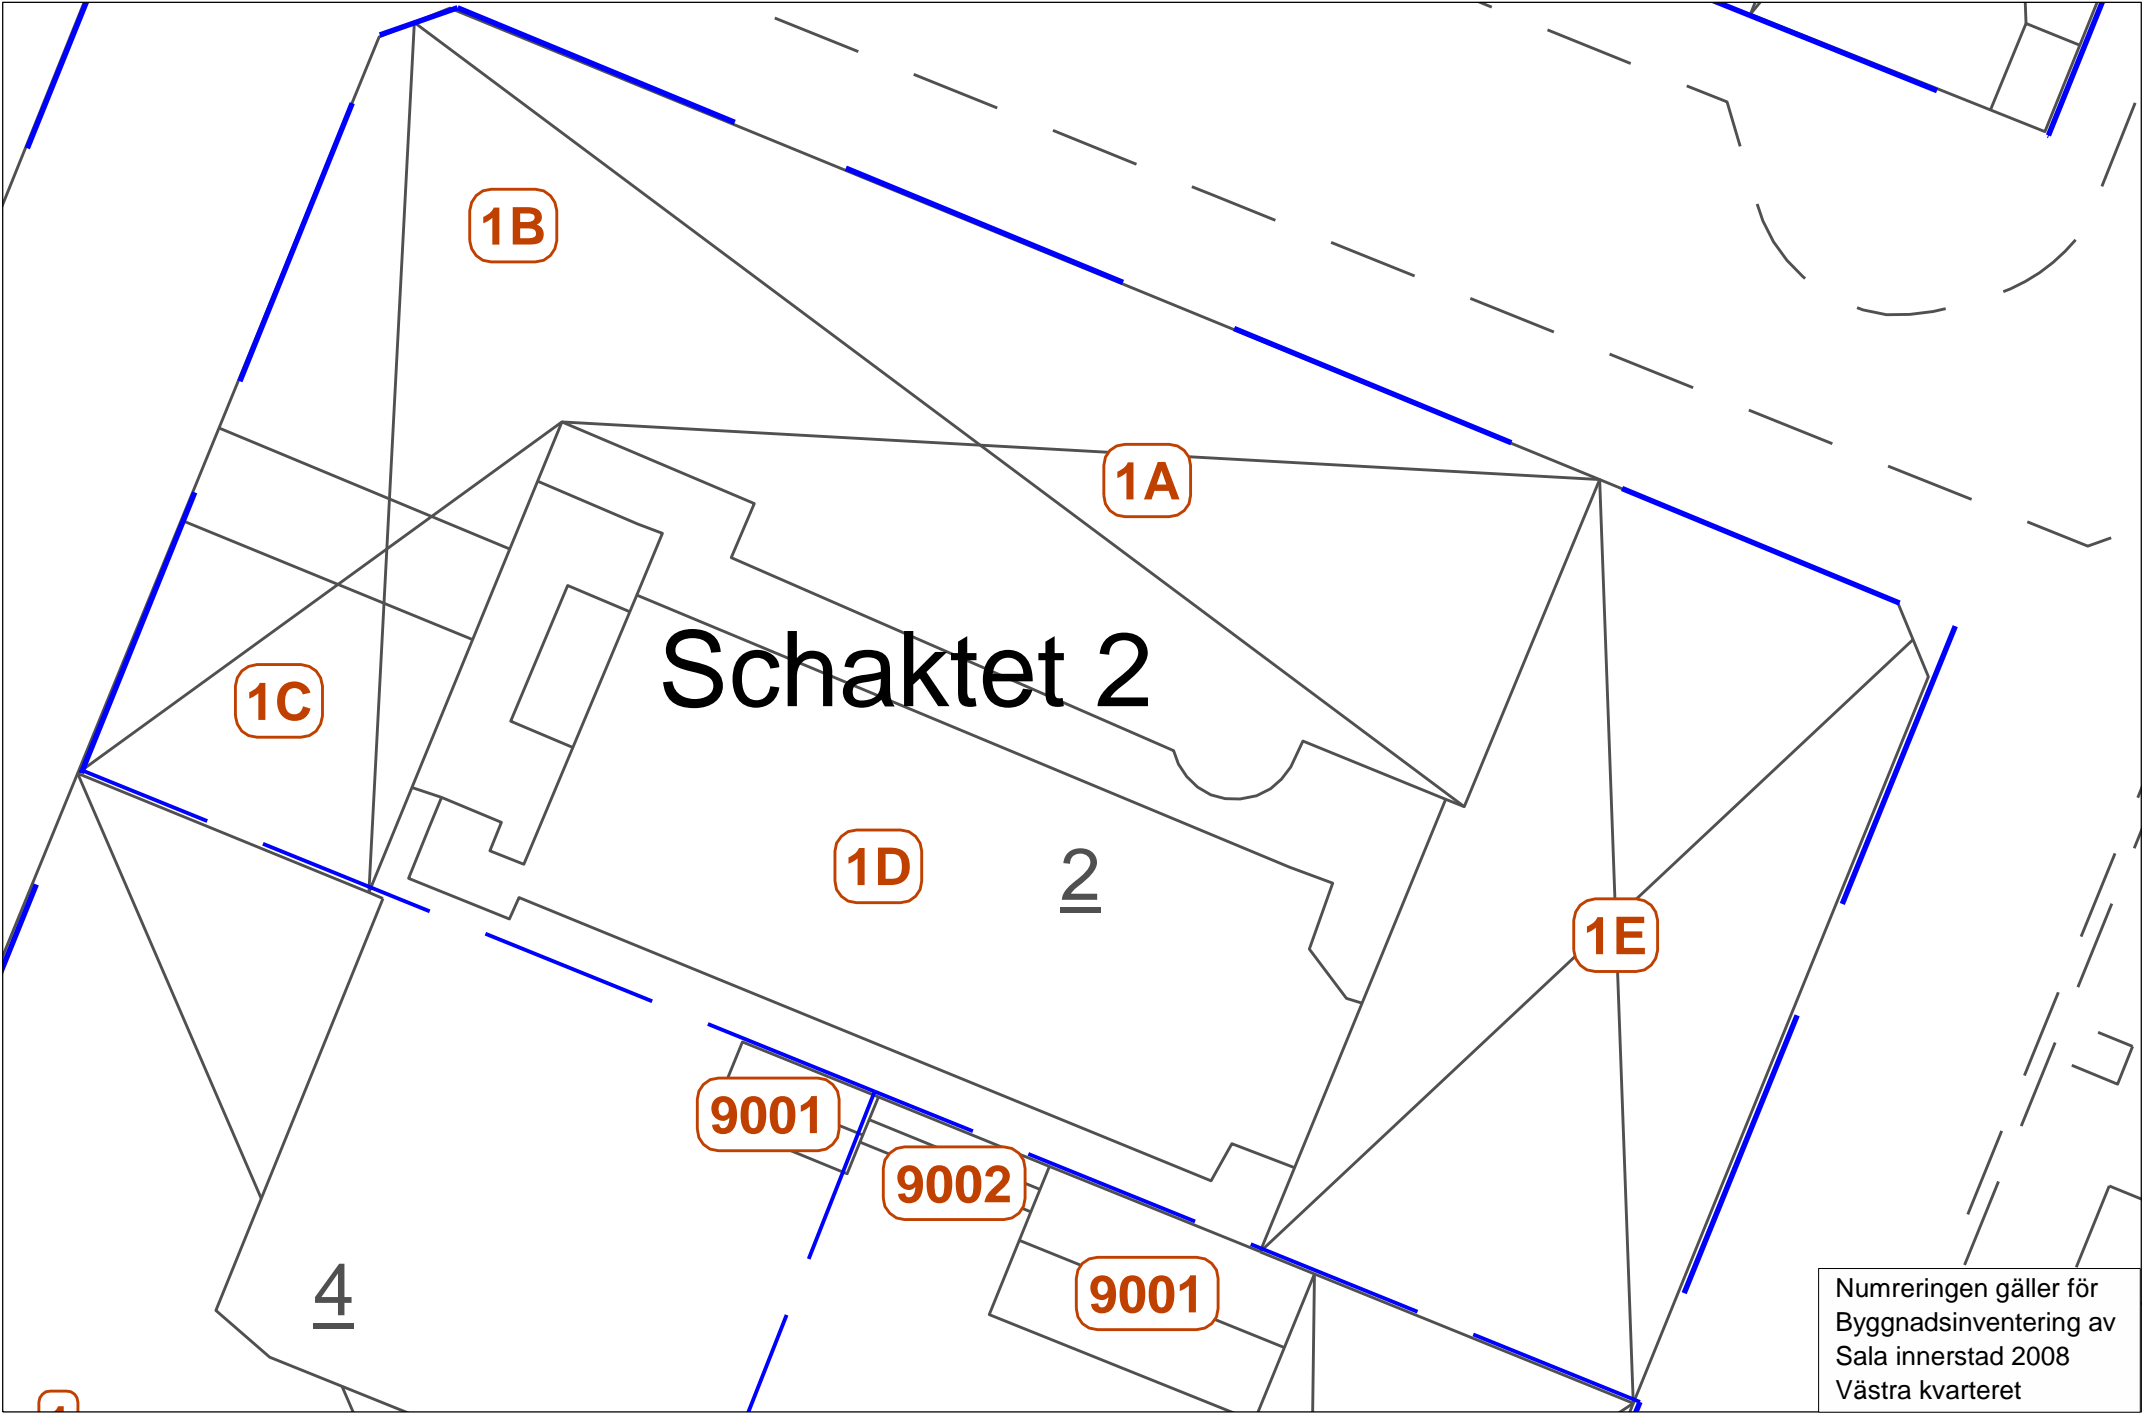 1B
1A
1C
Schaktet 2
1D
2
1E
9001
9002
4
9001
Numreringen gäller för
Byggnadsinventering av
Sala innerstad 2008
Västra kvarteret